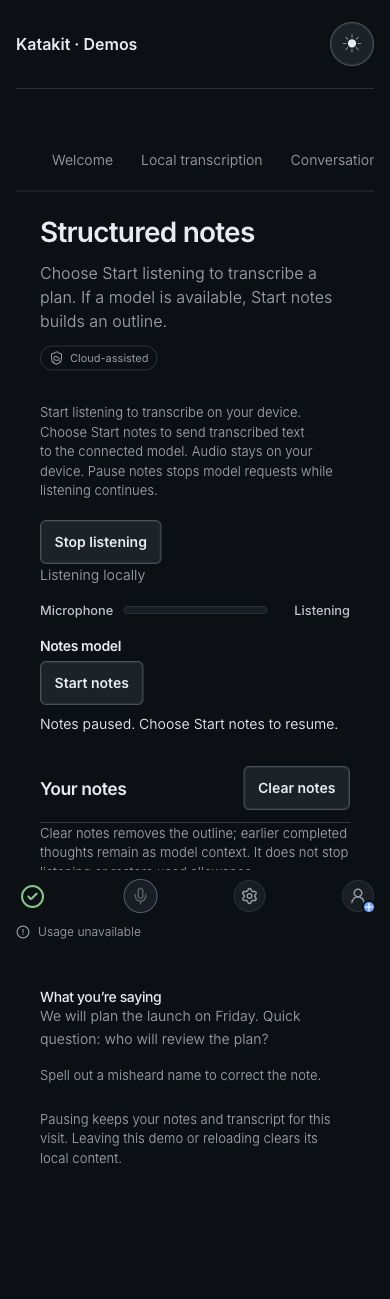 Katakit · Demos
Welcome Local transcription Conversation
Structured notes
Choose Start listening to transcribe a
plan. If a model is available, Start notes
builds an outline.
Cloud-assisted
Start listening to transcribe on your device.
Choose Start notes to send transcribed text
to the connected model. Audio stays on your
device. Pause notes stops model requests while
listening continues.
Stop listening
Listening locally
Microphone Listening
Notes model
Start notes
Notes paused. Choose Start notes to resume.
Your notes Clear notes
Clear notes removes the outline; earlier completed
thoughts remain as model context. It does not stop
Usage unavailable
What you’re saying
We will plan the launch on Friday. Quick
question: who will review the plan?
Spell out a misheard name to correct the note.
Pausing keeps your notes and transcript for this
visit. Leaving this demo or reloading clears its
local content.